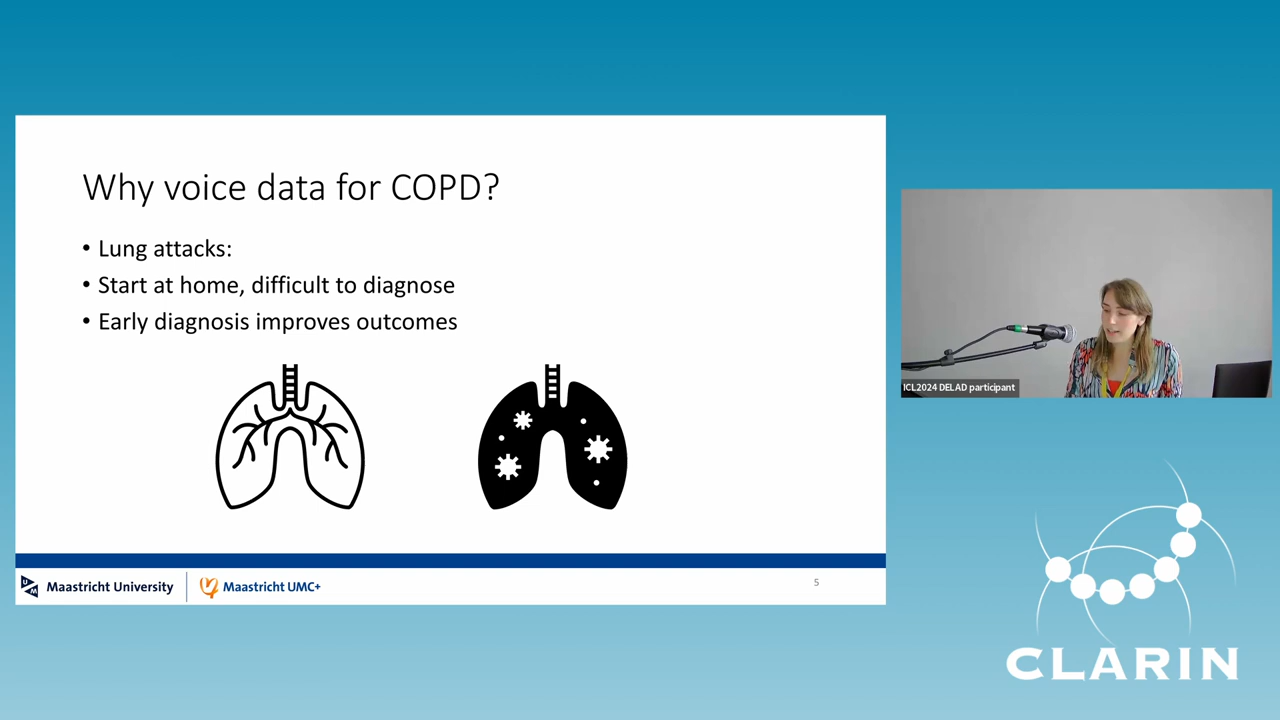 Why voice data for COPD?
• Lung attacks:
• Start at home, difficult to diagnose
• Early diagnosis improves outcomes
UM Maastricht University
Maastricht UMC+
5
ICL2024 DELAD participant
CLARIN